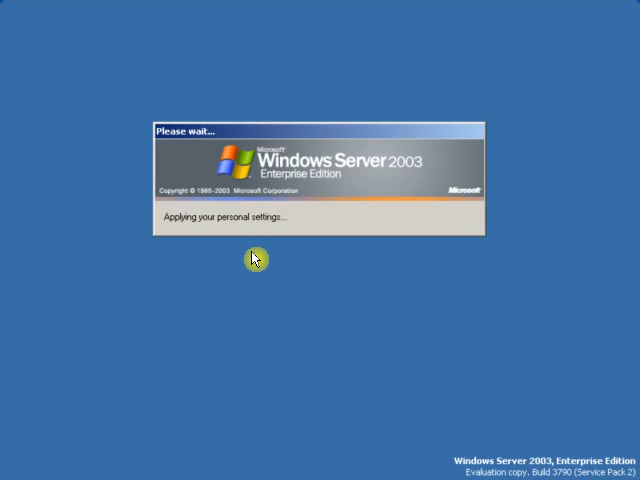 Please wait...
Microsoft
Windows Server 2003
Enterprise Edition
Copyright © 1985-2003 Microsoft Corporation
Microsoft
Applying your personal settings...
Windows Server 2003, Enterprise Edition
Evaluation copy. Build 3790 (Service Pack 2)